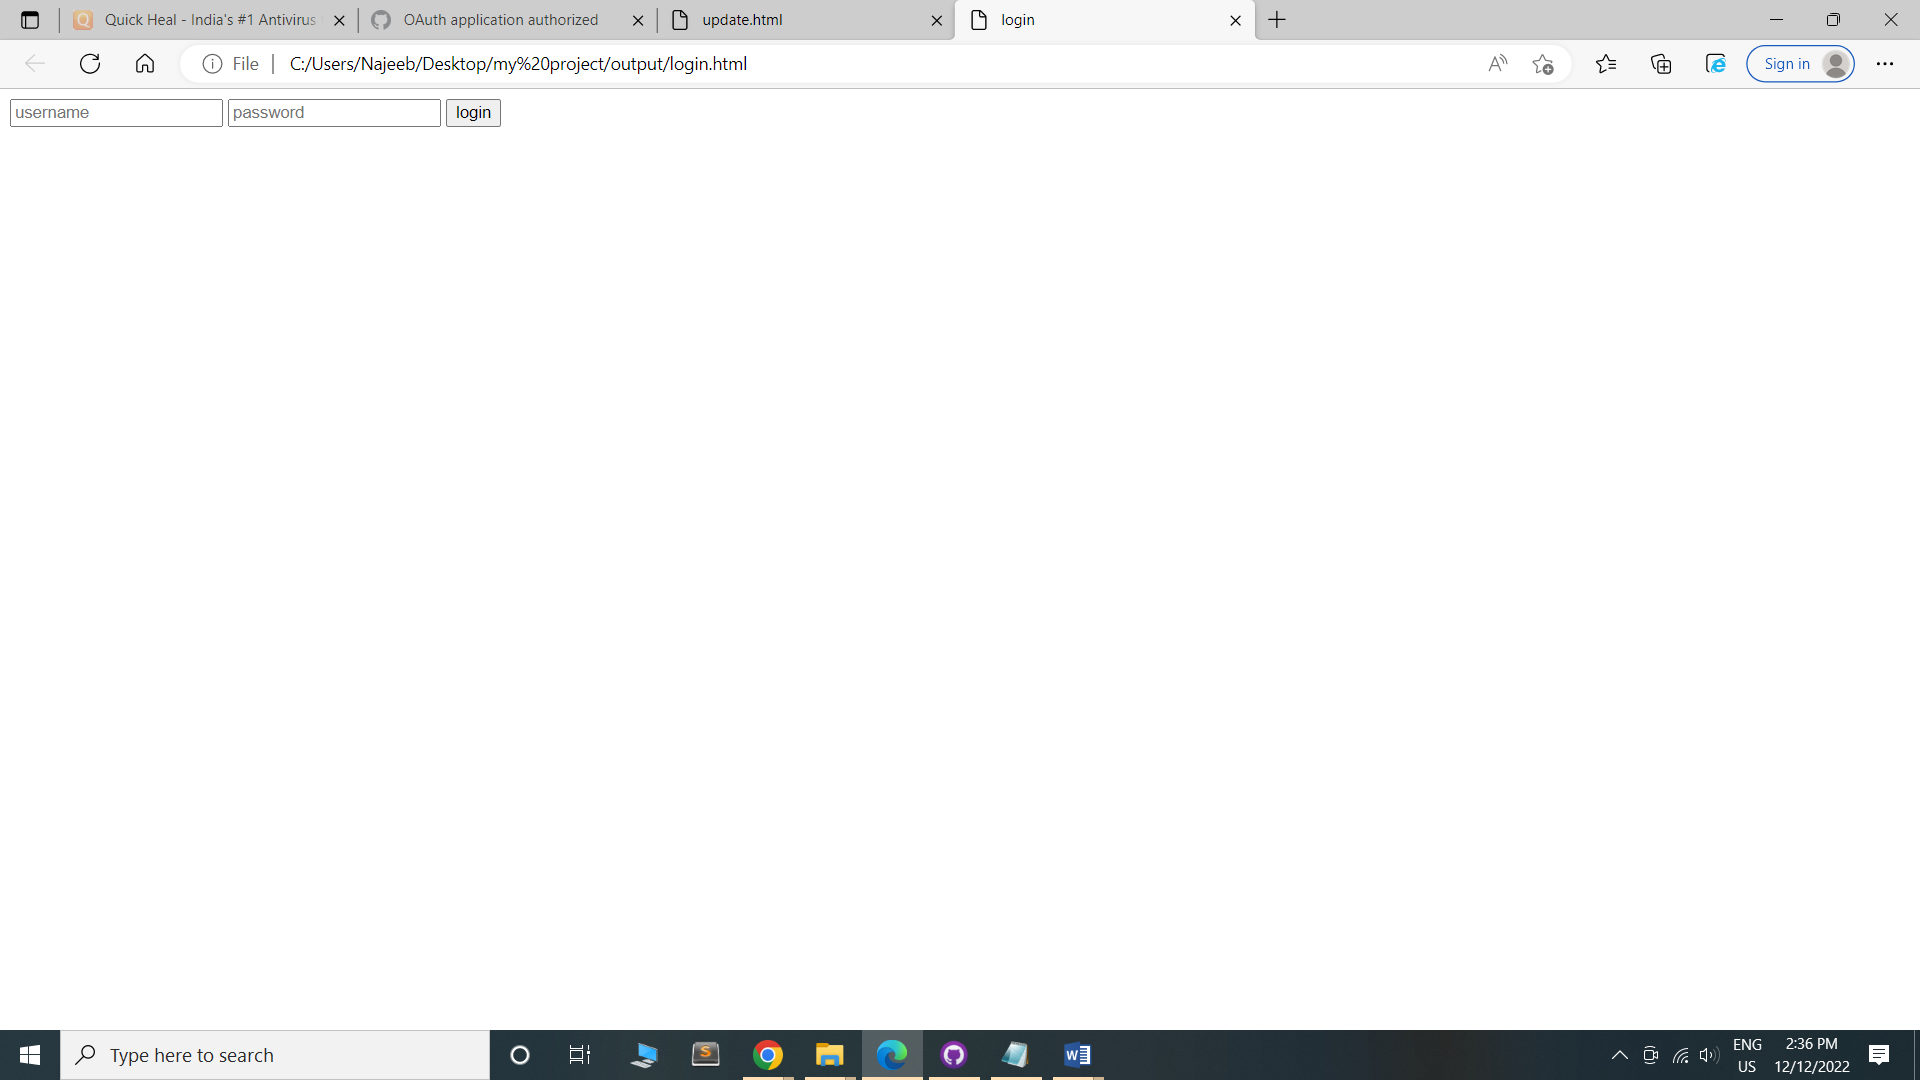 Quick Heal - India's #1 Antivirus
OAuth application authorized
update.html
login
File
C:/Users/Najeeb/Desktop/my%20project/output/login.html
Sign in
username
password
login
Type here to search
ENG
US
2:36 PM
12/12/2022